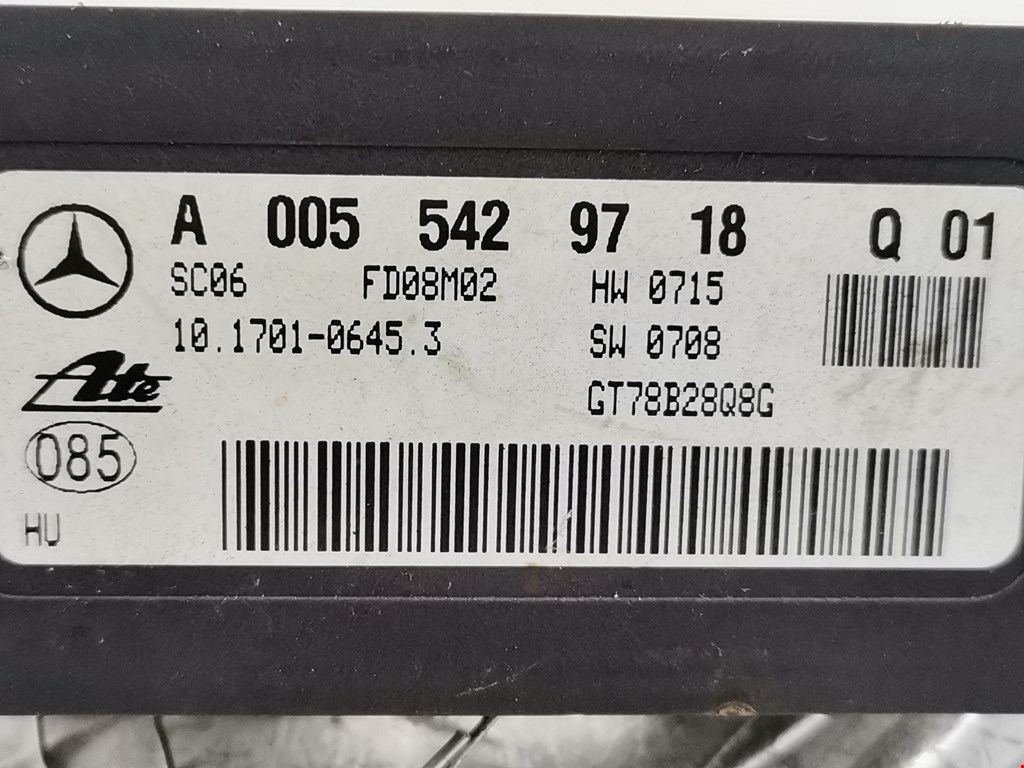 A 005 542 97 18 Q 01
SC06 FD08M02 HW 0715
10.1701-0645.3 SW 0708
Ate
GT78B28Q8G
085
HU